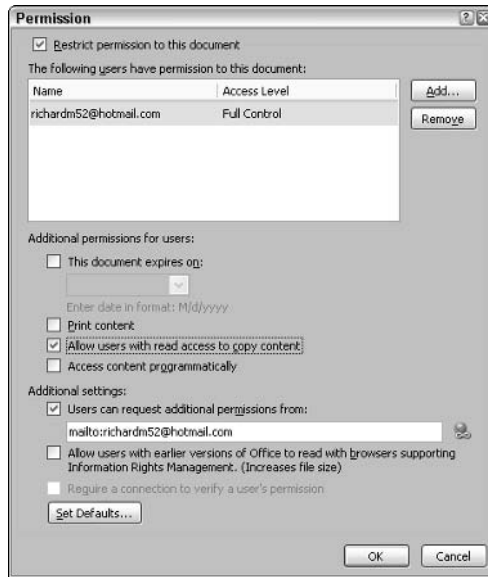 Permission
Restrict permission to this document
The following users have permission to this document:
Name Access Level Add...
richardm52@hotmail.com Full Control Remove
Additional permissions for users:
This document expires on:
Enter date in format: M/d/yyyy
Print content
Allow users with read access to copy content
Access content programmatically
Additional settings:
Users can request additional permissions from:
mailto:richardm52@hotmail.com
Allow users with earlier versions of Office to read with browsers supporting
Information Rights Management. (Increases file size)
Require a connection to verify a user's permission
Set Defaults...
OK Cancel